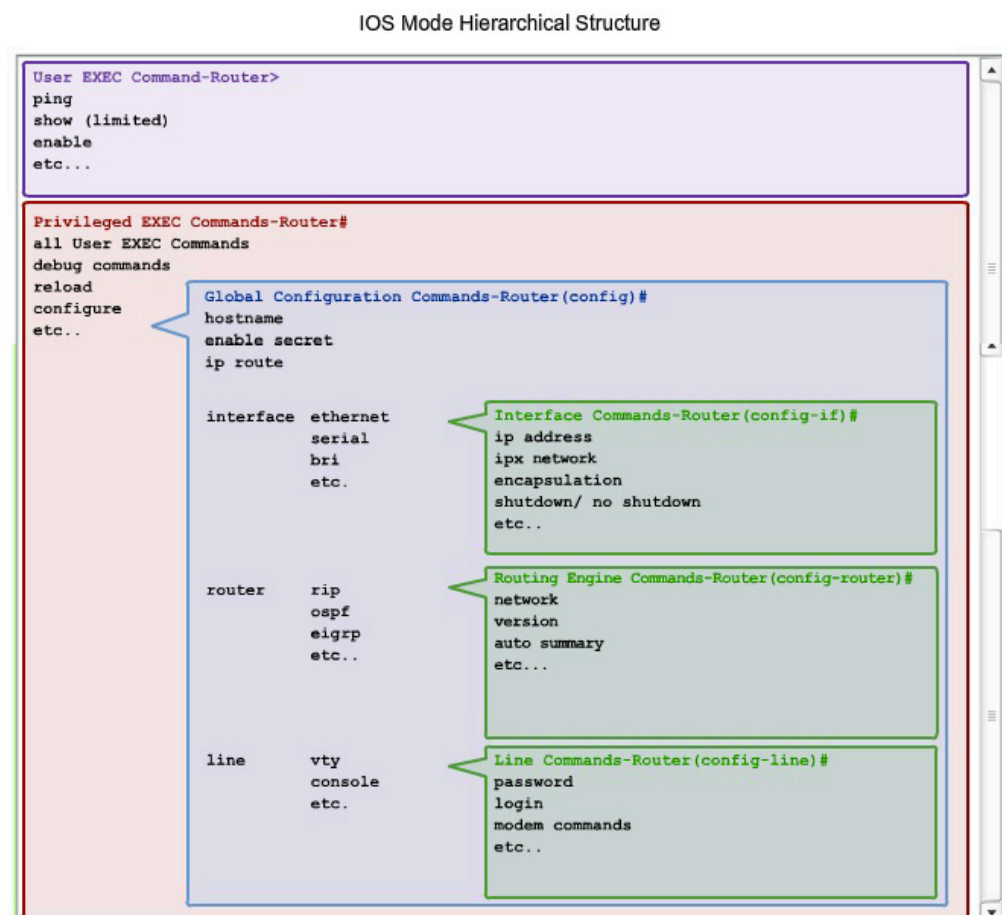 IOS Mode Hierarchical Structure
User EXEC Command-Router>
ping
show (limited)
enable
etc...
Privileged EXEC Commands-Router#
all User EXEC Commands
debug commands
reload
configure
etc..
Global Configuration Commands-Router(config)#
hostname
enable secret
ip route
interface ethernet
serial
bri
etc.
Interface Commands-Router(config-if)#
ip address
ipx network
encapsulation
shutdown/ no shutdown
etc..
router rip
ospf
eigrp
etc..
Routing Engine Commands-Router(config-router)#
network
version
auto summary
etc...
line vty
console
etc.
Line Commands-Router(config-line)#
password
login
modem commands
etc..